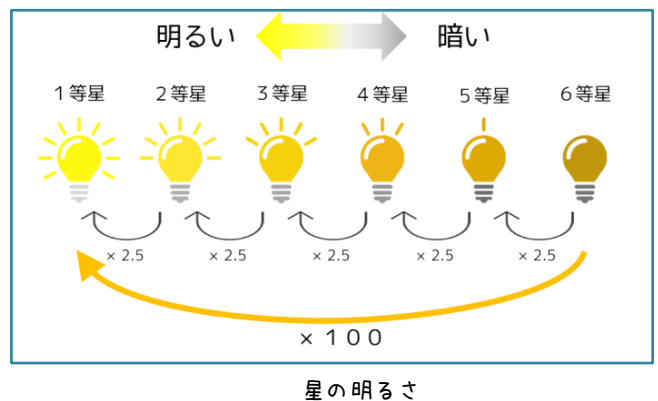 明るい 暗い
１等星 ２等星 ３等星 ４等星 ５等星 ６等星
× 2.5 × 2.5 × 2.5 × 2.5 × 2.5
× １００
星の明るさ